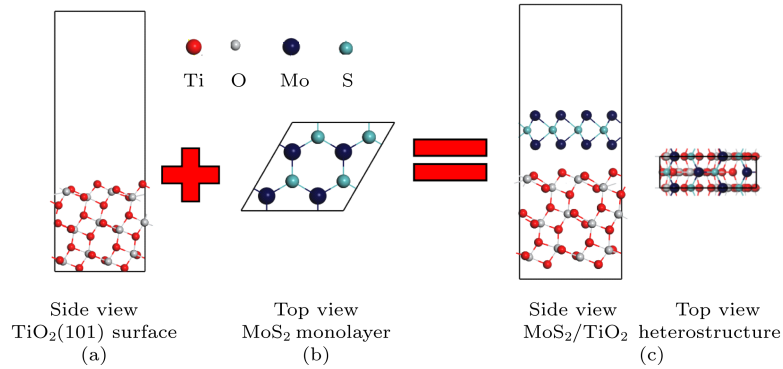 Ti O Mo S
Side view
TiO₂(101) surface
(a)
Top view
MoS₂ monolayer
(b)
Side view Top view
MoS₂/TiO₂ heterostructure
(c)